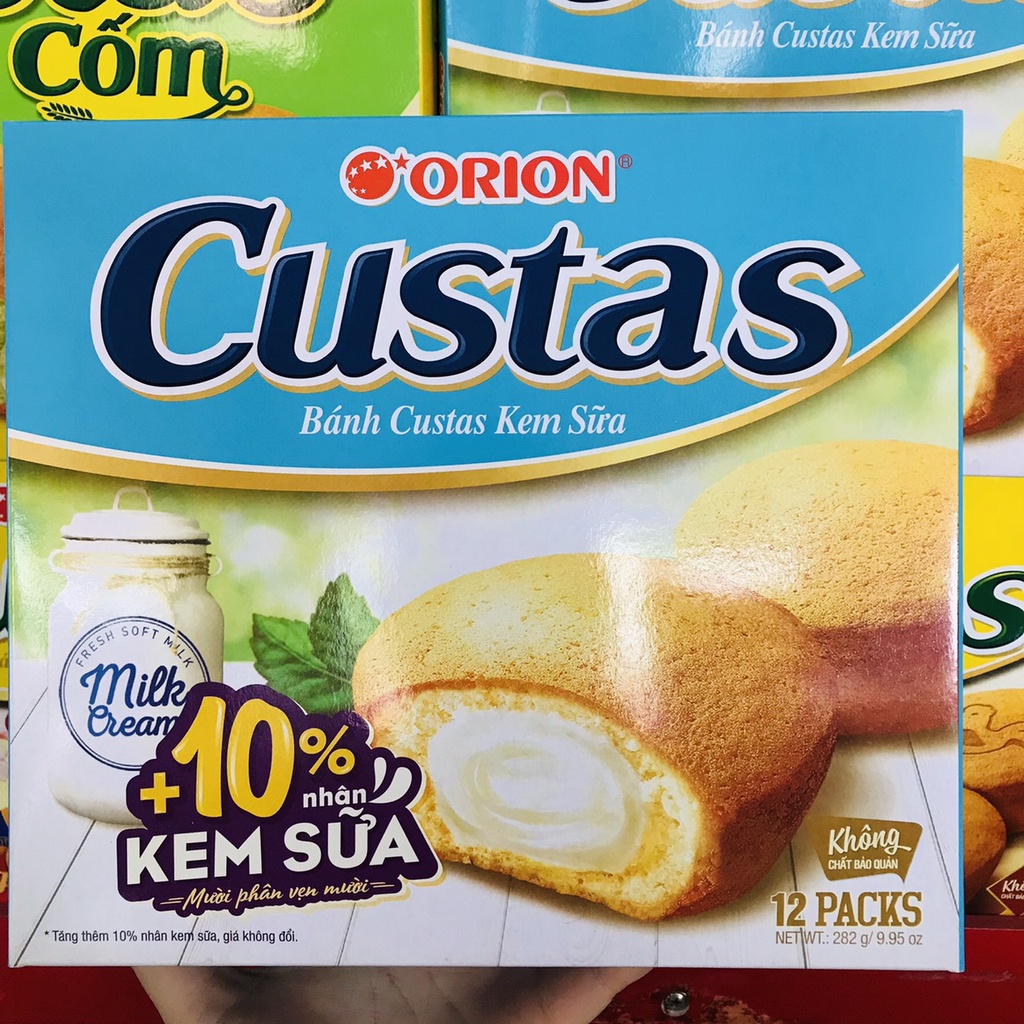 Cốm
Bánh Custas Kem Sữa
ORION®
Custas
Bánh Custas Kem Sữa
FRESH SOFT MILK
Milk
Cream
+10%
nhân
KEM SỮA
Mười phân vẹn mười
* Tăng thêm 10% nhân kem sữa, giá không đổi.
Không
CHẤT BẢO QUẢN
12 PACKS
NET WT.: 282 g/ 9.95 oz